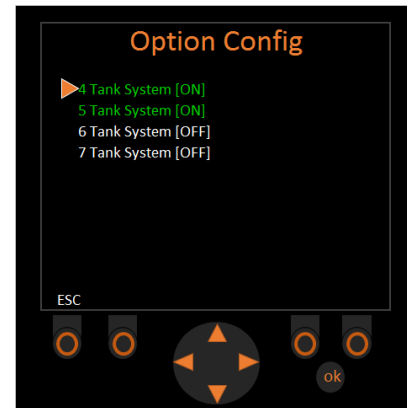 Option Config
4 Tank System [ON]
5 Tank System [ON]
6 Tank System [OFF]
7 Tank System [OFF]
ESC
ok